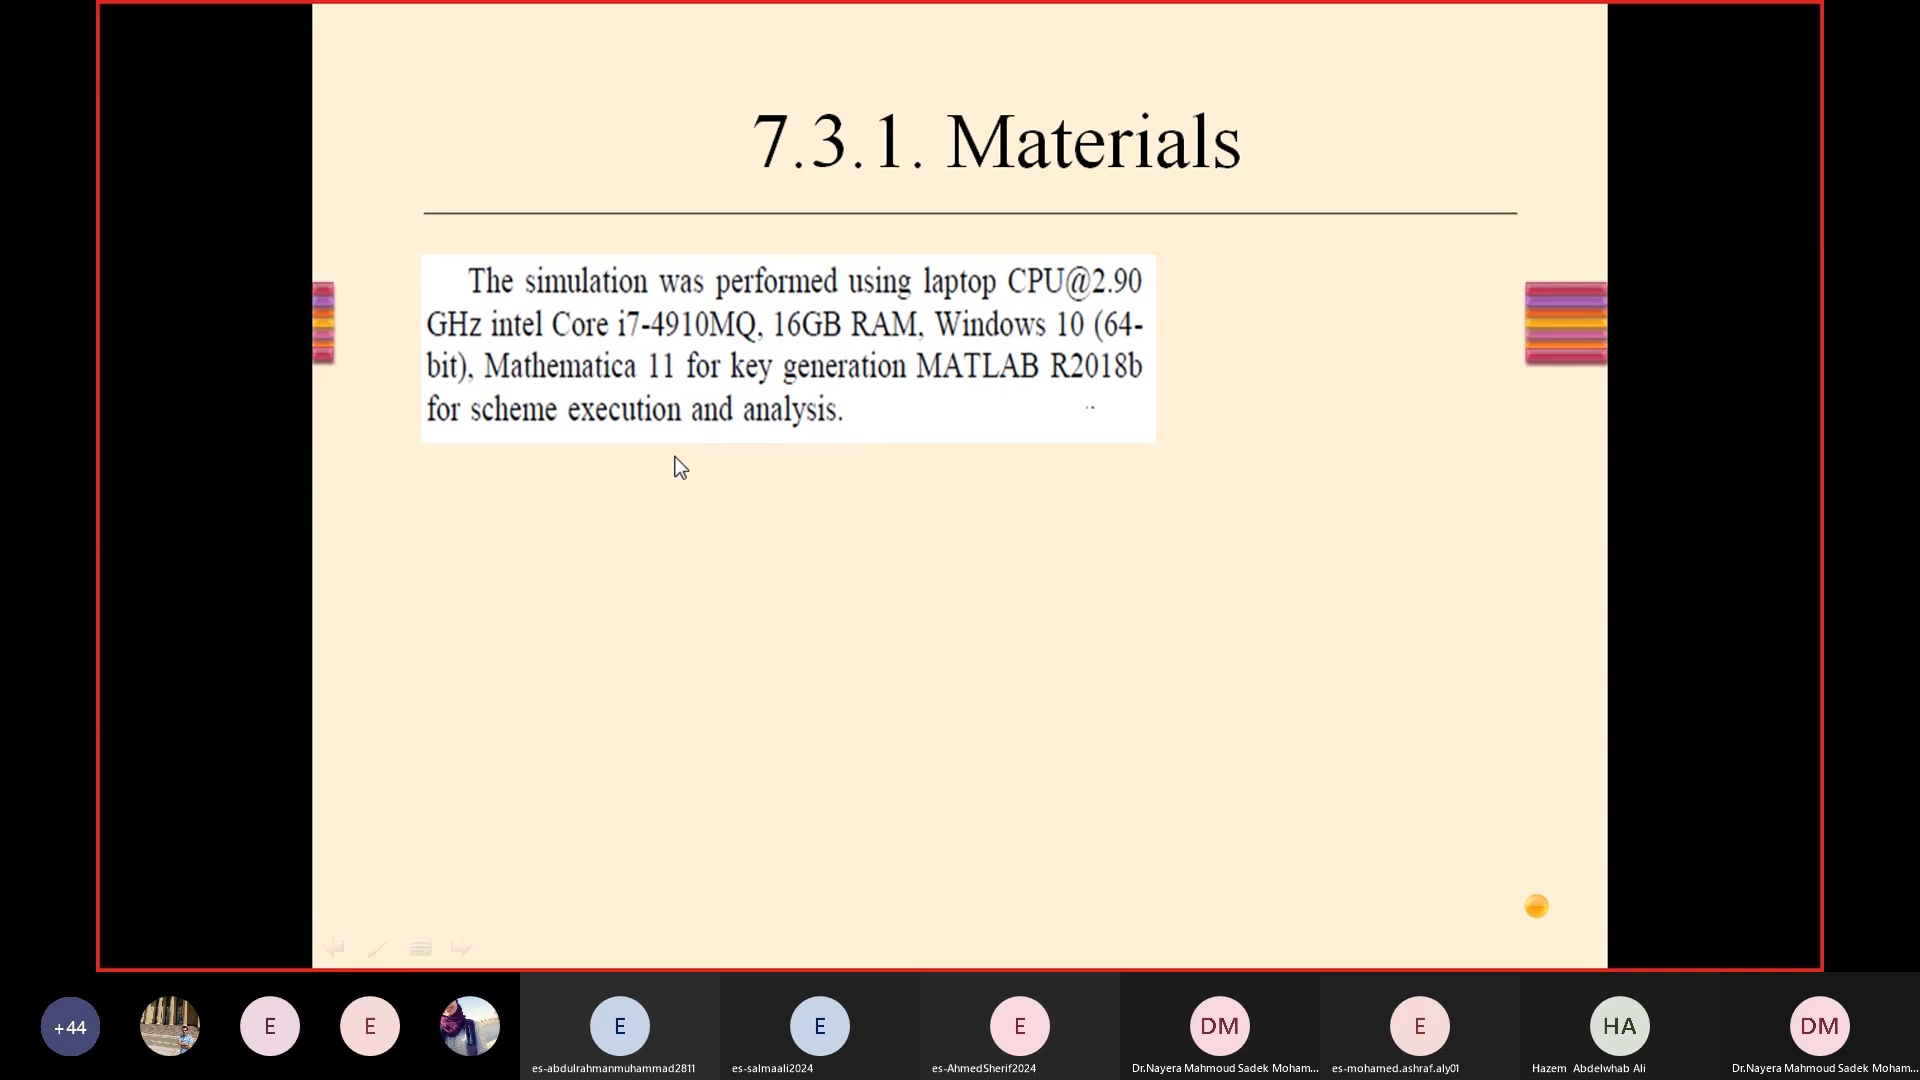 7.3.1. Materials
The simulation was performed using laptop CPU@2.90
GHz intel Core i7-4910MQ, 16GB RAM, Windows 10 (64-
bit), Mathematica 11 for key generation MATLAB R2018b
for scheme execution and analysis.
+44
E
E
E
E
E
DM
E
HA
DM
es-abdulrahmanmuhammad2811
es-salmaali2024
es-AhmedSherif2024
Dr.Nayera Mahmoud Sadek Moham...
es-mohamed.ashraf.aly01
Hazem Abdelwhab Ali
Dr.Nayera Mahmoud Sadek Moham...